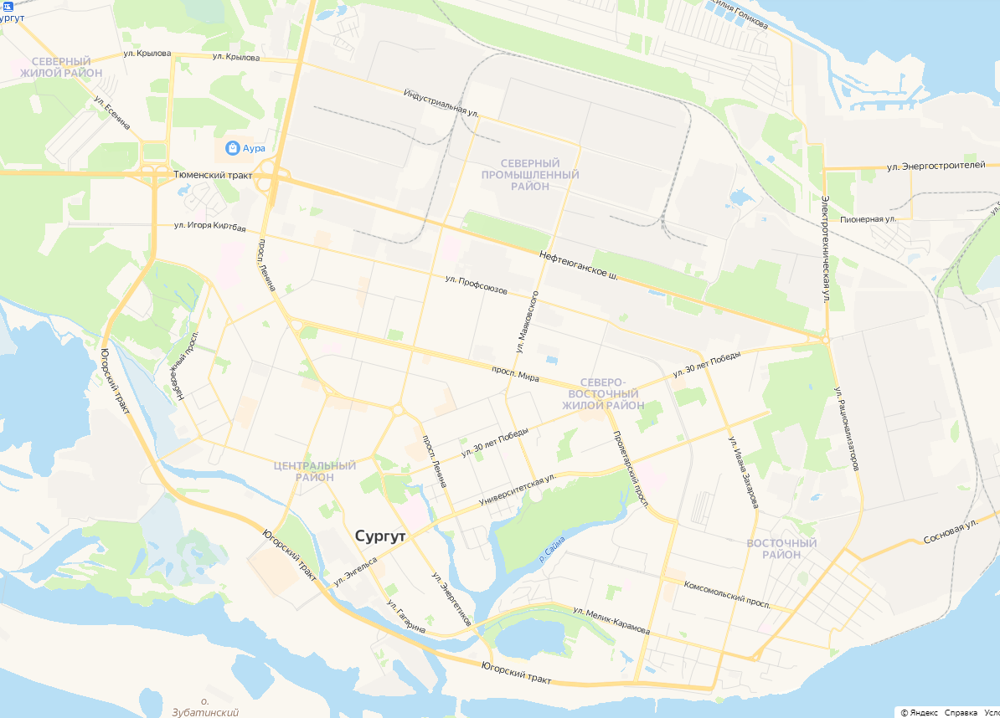 ургут
силия Голикова
ул. Крылова
ул. Крылова
СЕВЕРНЫЙ
ЖИЛОЙ РАЙОН
ул. Есенина
Индустриальная ул.
Аура
СЕВЕРНЫЙ
ПРОМЫШЛЕННЫЙ
РАЙОН
Тюменский тракт
ул. Энергостроителей
Электротехническая ул.
Пионерная ул.
ул.
ул. Игоря Киртбая
просп. Ленина
Нефтеюганское ш.
ул. Профсоюзов
ул. Маяковского
Набережный просп.
Югорский тракт
просп. Мира
ул. 30 лет Победы
СЕВЕРО-
ВОСТОЧНЫЙ
ЖИЛОЙ РАЙОН
ул. Рационализаторов
просп. Ленина
ул. 30 лет Победы
Пролетарский просп.
ул. Ивана Захарова
ЦЕНТРАЛЬНЫЙ
РАЙОН
Университетская ул.
Сургут
Югорский тракт
р. Сайма
ВОСТОЧНЫЙ
РАЙОН
Сосновая ул.
ул. Энгельса
ул. Энергетиков
ул. Гагарина
Комсомольский просп.
ул. Мелик-Карамова
Югорский тракт
о.
Зубатинский
© Яндекс Справка Усло